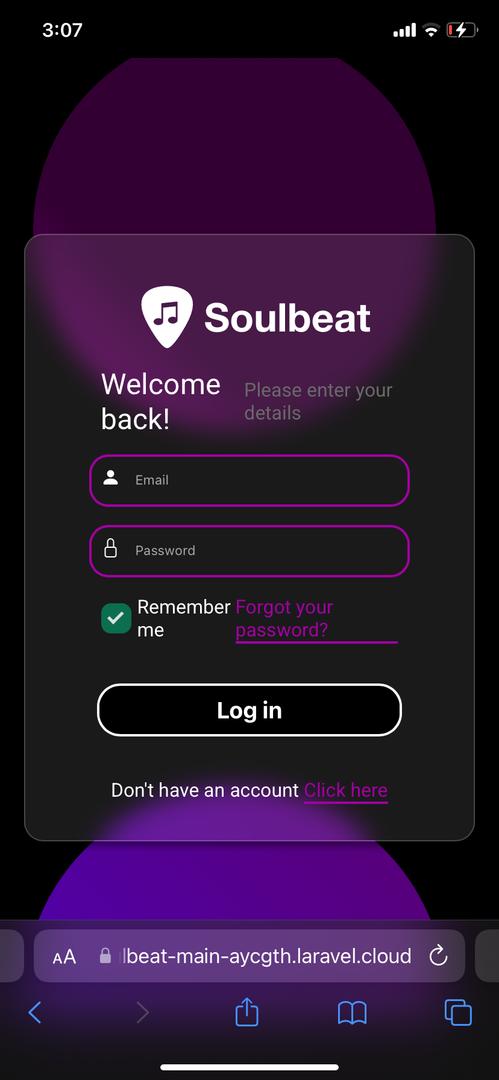 3:07
Soulbeat
Welcome
back!
Please enter your
details
Email
Password
Remember
me
Forgot your
password?
Log in
Don't have an account Click here
AA
lbeat-main-aycgth.laravel.cloud